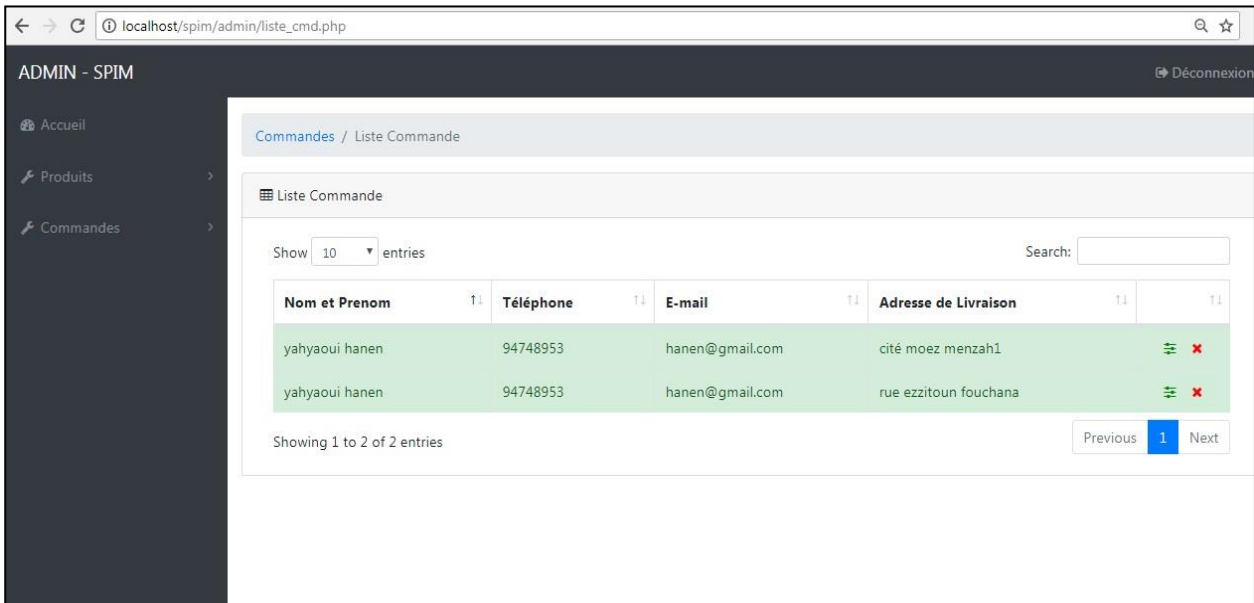 localhost/spim/admin/liste_cmd.php
ADMIN - SPIM
Déconnexion
Accueil
Produits
Commandes
Commandes / Liste Commande
Liste Commande
Show 10 entries
Search:
Nom et Prenom Téléphone E-mail Adresse de Livraison
yahyaoui hanen 94748953 hanen@gmail.com cité moez menzah1
yahyaoui hanen 94748953 hanen@gmail.com rue ezzitoun fouchana
Showing 1 to 2 of 2 entries
Previous 1 Next